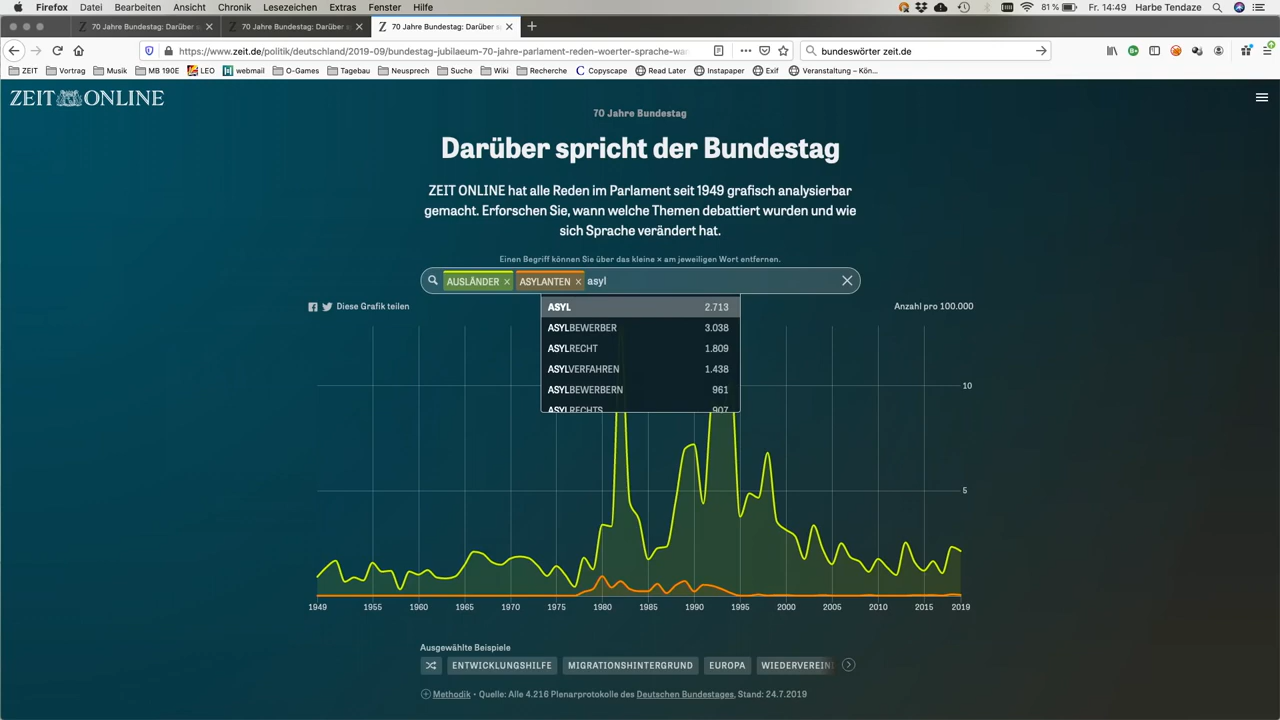 Firefox Datei Bearbeiten Ansicht Chronik Lesezeichen Extras Fenster Hilfe 81 % Fr. 14:49 Harbe Tendaze
70 Jahre Bundestag: Darüber s × 70 Jahre Bundestag: Darüber s × 70 Jahre Bundestag: Darüber s ×
https://www.zeit.de/politik/deutschland/2019-09/bundestag-jubilaeum-70-jahre-parlament-reden-woerter-sprache-wan bundeswörter zeit.de
ZEIT Vortrag Musik MB 190E LEO webmail O-Games Tagebau Neusprech Suche Wiki Recherche Copyscape Read Later Instapaper Exif Veranstaltung – Kön...
ZEIT ONLINE
70 Jahre Bundestag
Darüber spricht der Bundestag
ZEIT ONLINE hat alle Reden im Parlament seit 1949 grafisch analysierbar
gemacht. Erforschen Sie, wann welche Themen debattiert wurden und wie
sich Sprache verändert hat.
Einen Begriff können Sie über das kleine × am jeweiligen Wort entfernen.
AUSLÄNDER × ASYLANTEN × asyl
Diese Grafik teilen
Anzahl pro 100.000
ASYL 2.713
ASYLBEWERBER 3.038
ASYLRECHT 1.809
ASYLVERFAHREN 1.438
ASYLBEWERBERN 961
ASYLRECHTS 907
10
5
1949 1955 1960 1965 1970 1975 1980 1985 1990 1995 2000 2005 2010 2015 2019
Ausgewählte Beispiele
ENTWICKLUNGSHILFE MIGRATIONSHINTERGRUND EUROPA WIEDERVEREIN
Methodik • Quelle: Alle 4.216 Plenarprotokolle des Deutschen Bundestages, Stand: 24.7.2019